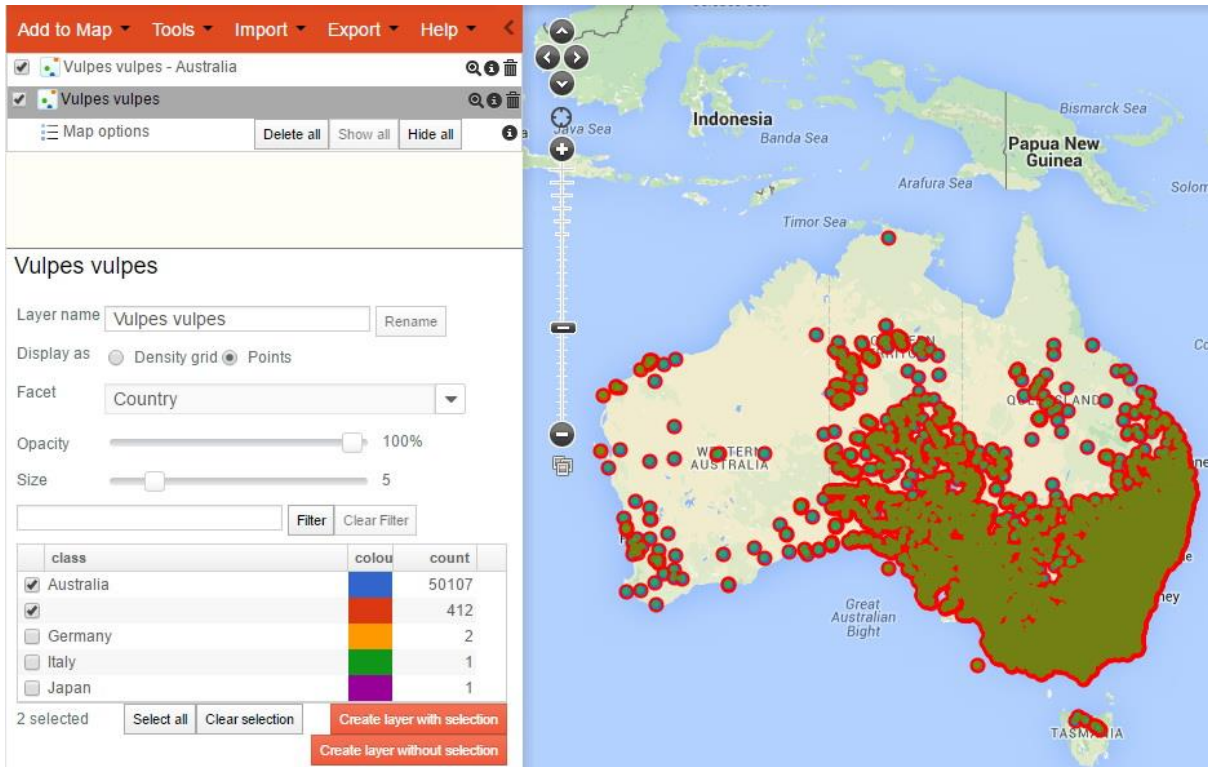 Add to Map Tools Import Export Help
Vulpes vulpes - Australia
Vulpes vulpes
Map options Delete all Show all Hide all
Vulpes vulpes
Layer name Vulpes vulpes Rename
Display as Density grid Points
Facet Country
Opacity 100%
Size 5
Filter Clear Filter
class colou count
Australia 50107
412
Germany 2
Italy 1
Japan 1
2 selected Select all Clear selection Create layer with selection
Create layer without selection
Indonesia
Java Sea
Banda Sea
Bismarck Sea
Papua New
Guinea
Arafura Sea
Solom
Timor Sea
WESTERN
AUSTRALIA
Great
Australian
Bight
ney